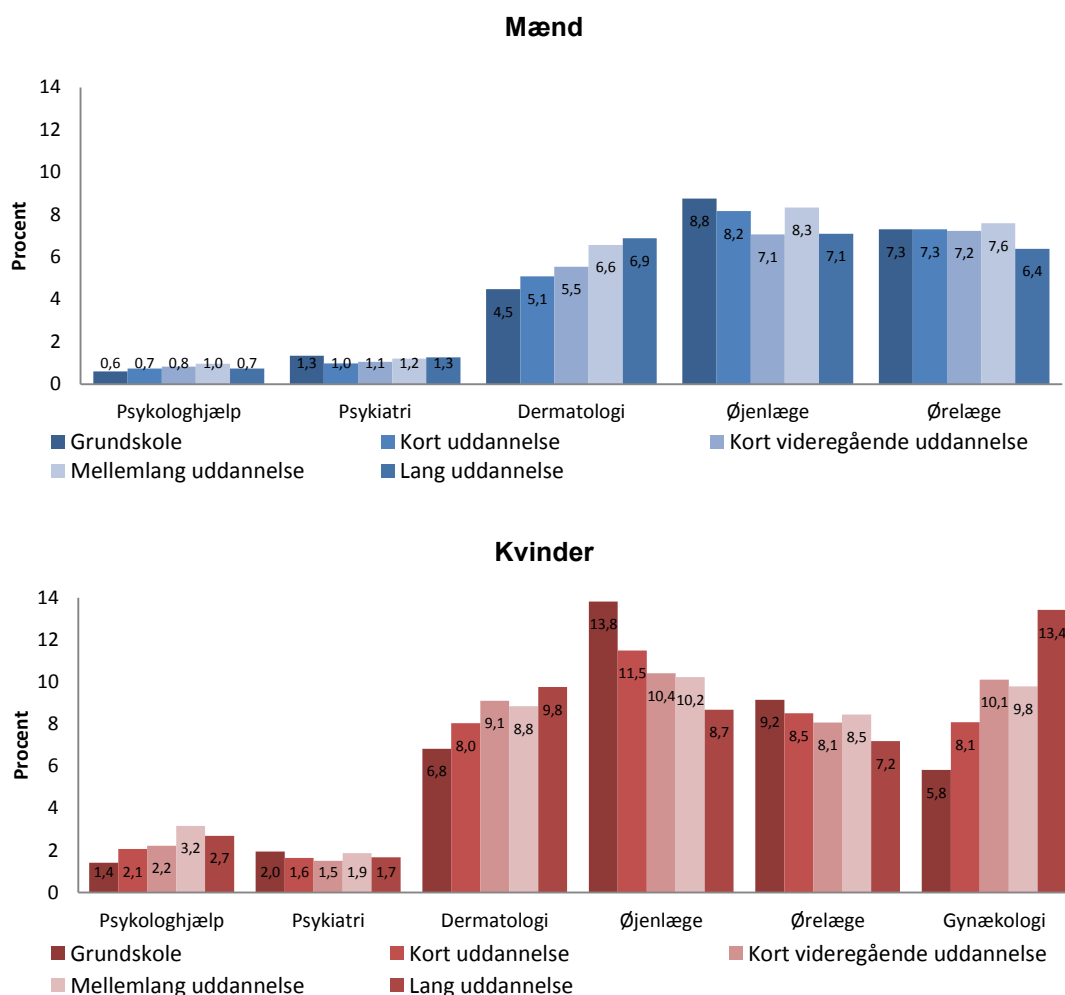 Mænd
14
12
10
8
6
4
2
0
Procent
0,6 0,7 0,8 1,0 0,7
1,3 1,0 1,1 1,2 1,3
4,5 5,1 5,5 6,6 6,9
8,8 8,2 7,1 8,3 7,1
7,3 7,3 7,2 7,6 6,4
Psykologhjælp Psykiatri Dermatologi Øjenlæge Ørelæge
Grundskole Kort uddannelse Kort videregående uddannelse
Mellemlang uddannelse Lang uddannelse
Kvinder
14
12
10
8
6
4
2
0
Procent
1,4 2,1 2,2 3,2 2,7
2,0 1,6 1,5 1,9 1,7
6,8 8,0 9,1 8,8 9,8
13,8 11,5 10,4 10,2 8,7
9,2 8,5 8,1 8,5 7,2
5,8 8,1 10,1 9,8 13,4
Psykologhjælp Psykiatri Dermatologi Øjenlæge Ørelæge Gynækologi
Grundskole Kort uddannelse Kort videregående uddannelse
Mellemlang uddannelse Lang uddannelse